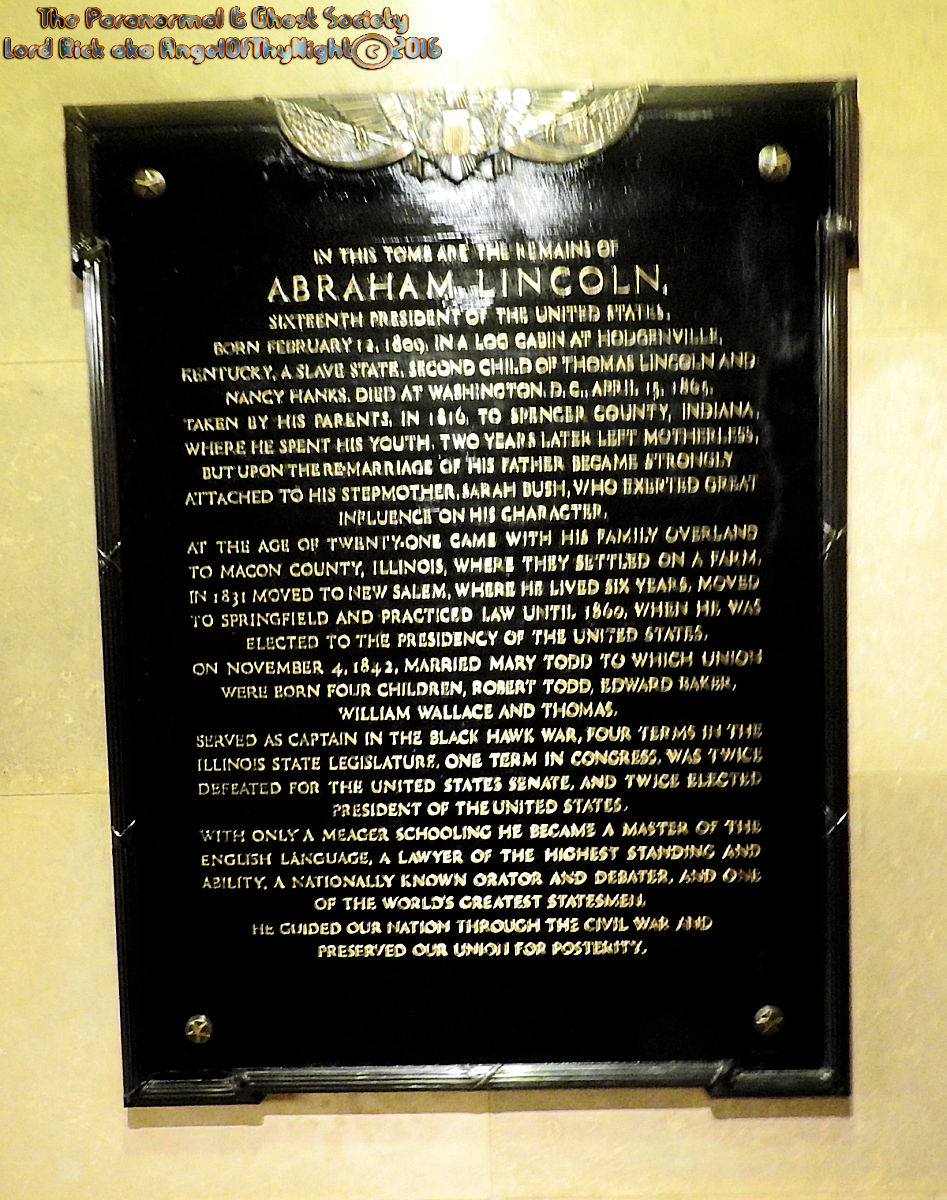 The Paranormal & Ghost Society
Lord Rick aka AngelOfThyNight © 2016
IN THIS TOMB ARE THE REMAINS OF
ABRAHAM LINCOLN,
SIXTEENTH PRESIDENT OF THE UNITED STATES.
BORN FEBRUARY 12, 1809, IN A LOG CABIN AT HODGENVILLE,
KENTUCKY, A SLAVE STATE, SECOND CHILD OF THOMAS LINCOLN AND
NANCY HANKS. DIED AT WASHINGTON, D.C., APRIL 15, 1865.
TAKEN BY HIS PARENTS, IN 1816, TO SPENCER COUNTY, INDIANA,
WHERE HE SPENT HIS YOUTH. TWO YEARS LATER LEFT MOTHERLESS,
BUT UPON THE RE-MARRIAGE OF HIS FATHER BECAME STRONGLY
ATTACHED TO HIS STEPMOTHER, SARAH BUSH, WHO EXERTED GREAT
INFLUENCE ON HIS CHARACTER.
AT THE AGE OF TWENTY-ONE CAME WITH HIS FAMILY OVERLAND
TO MACON COUNTY, ILLINOIS, WHERE THEY SETTLED ON A FARM.
IN 1831 MOVED TO NEW SALEM, WHERE HE LIVED SIX YEARS. MOVED
TO SPRINGFIELD AND PRACTICED LAW UNTIL 1860, WHEN HE WAS
ELECTED TO THE PRESIDENCY OF THE UNITED STATES.
ON NOVEMBER 4, 1842, MARRIED MARY TODD TO WHICH UNION
WERE BORN FOUR CHILDREN, ROBERT TODD, EDWARD BAKER,
WILLIAM WALLACE AND THOMAS.
SERVED AS CAPTAIN IN THE BLACK HAWK WAR, FOUR TERMS IN THE
ILLINOIS STATE LEGISLATURE, ONE TERM IN CONGRESS, WAS TWICE
DEFEATED FOR THE UNITED STATES SENATE, AND TWICE ELECTED
PRESIDENT OF THE UNITED STATES.
WITH ONLY A MEAGER SCHOOLING HE BECAME A MASTER OF THE
ENGLISH LANGUAGE, A LAWYER OF THE HIGHEST STANDING AND
ABILITY, A NATIONALLY KNOWN ORATOR AND DEBATER, AND ONE
OF THE WORLD'S GREATEST STATESMEN.
HE GUIDED OUR NATION THROUGH THE CIVIL WAR AND
PRESERVED OUR UNION FOR POSTERITY.